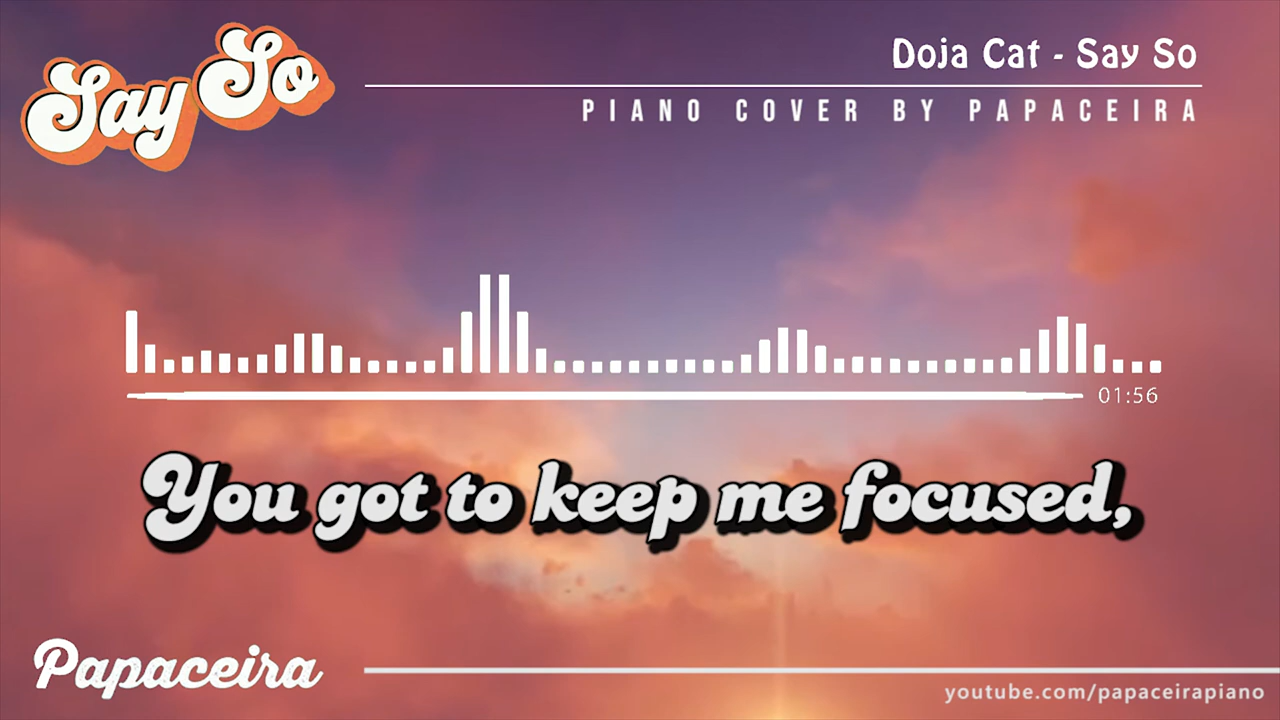 Say So
Doja Cat - Say So
PIANO COVER BY PAPACEIRA
01:56
You got to keep me focused,
Papaceira
youtube.com/papaceirapiano